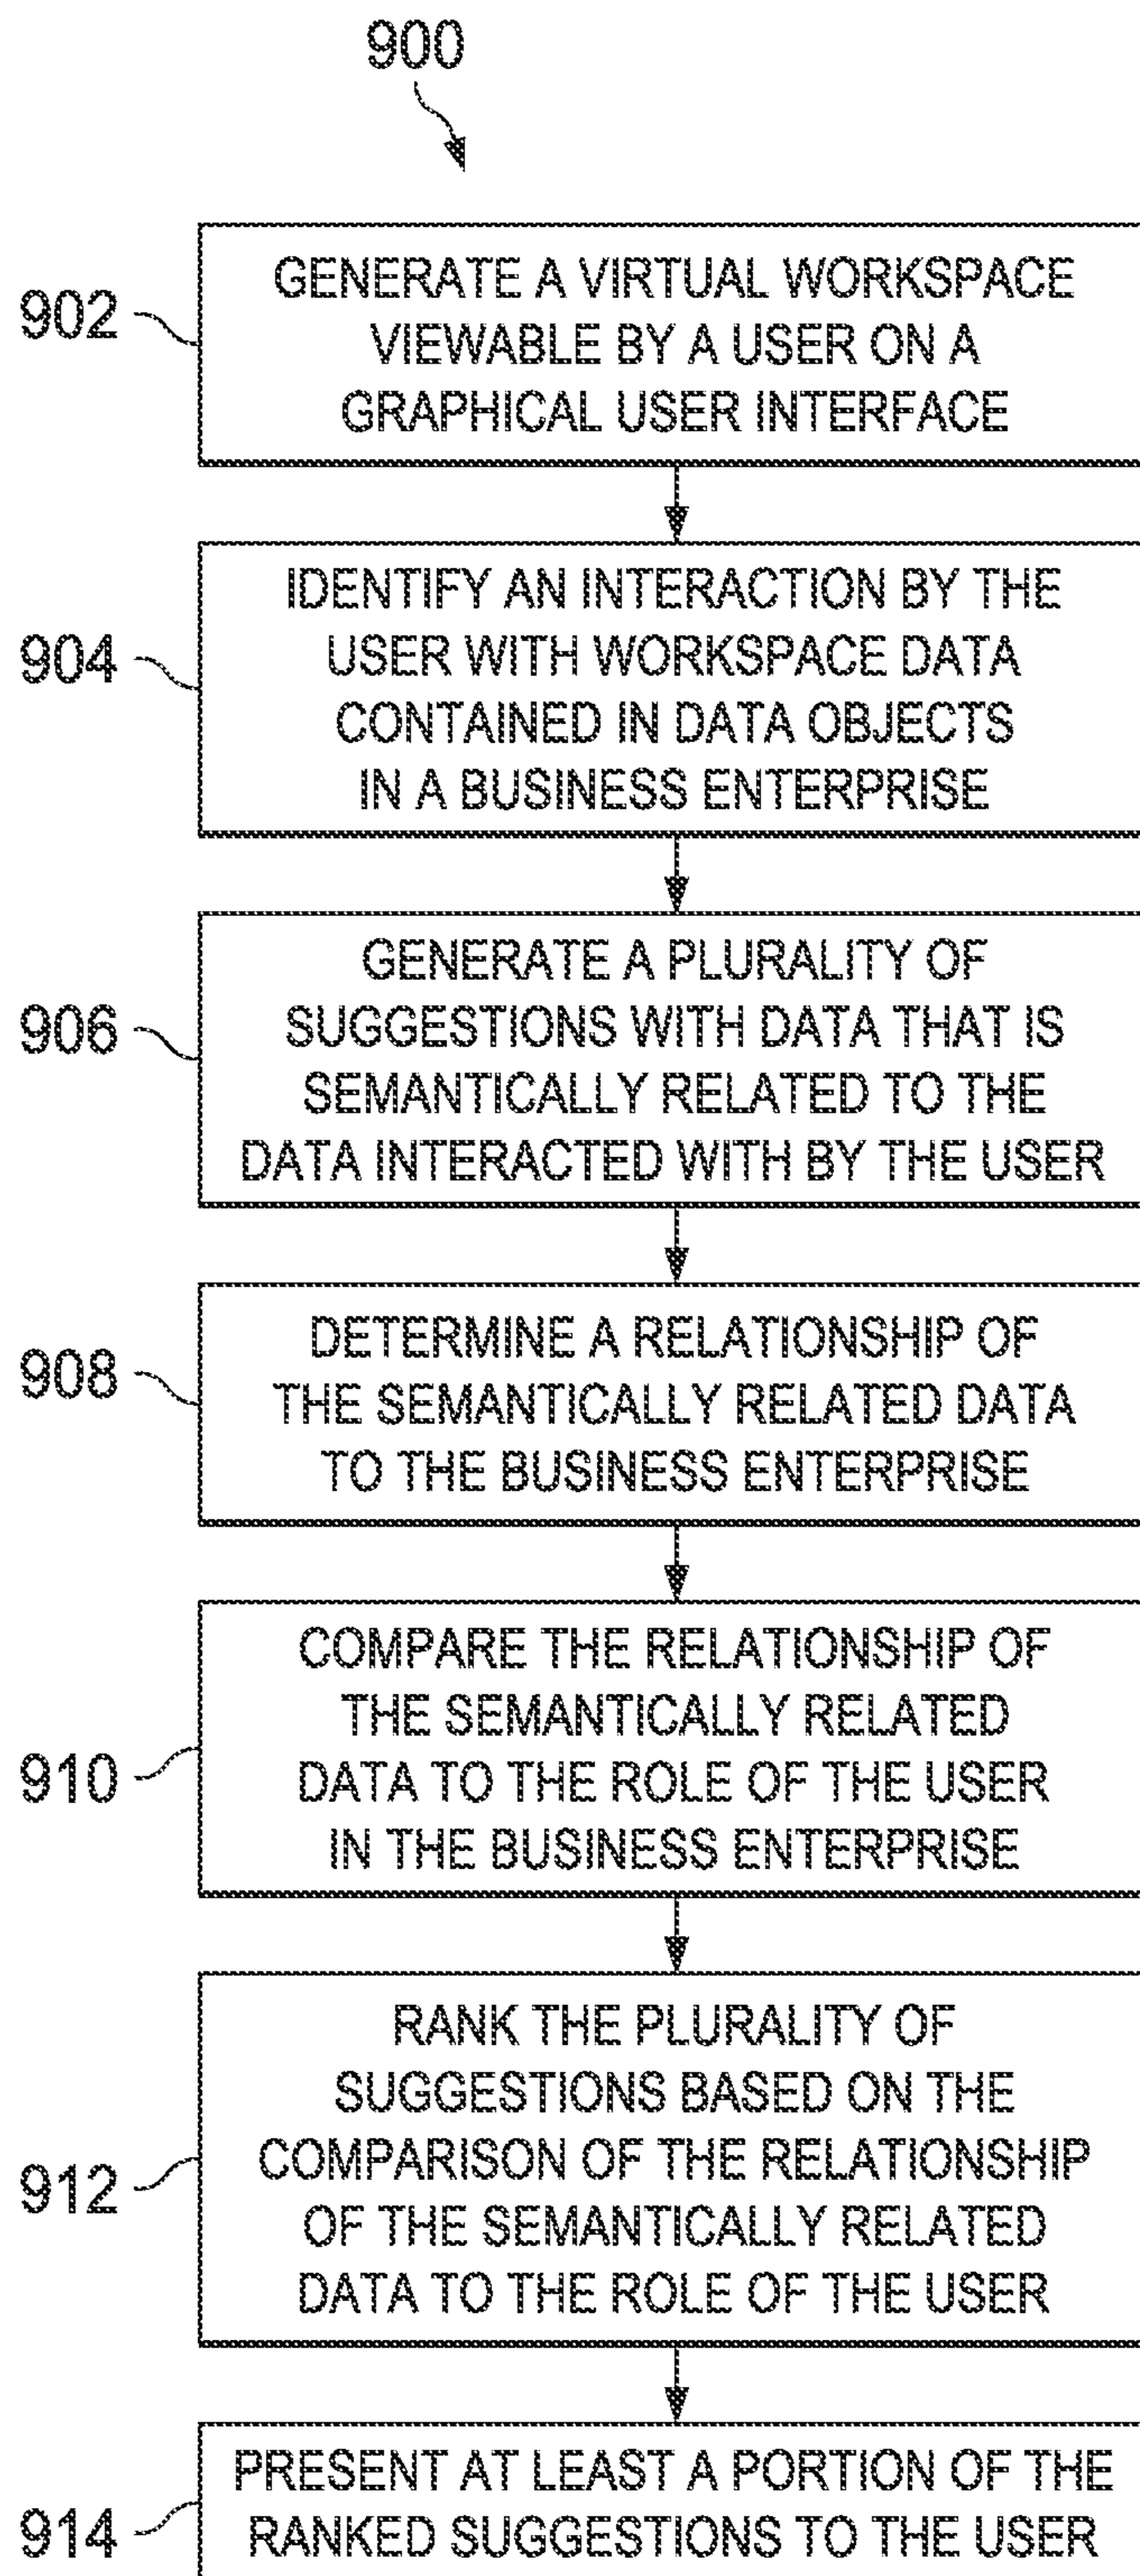 900
902
GENERATE A VIRTUAL WORKSPACE
VIEWABLE BY A USER ON A
GRAPHICAL USER INTERFACE
904
IDENTIFY AN INTERACTION BY THE
USER WITH WORKSPACE DATA
CONTAINED IN DATA OBJECTS
IN A BUSINESS ENTERPRISE
906
GENERATE A PLURALITY OF
SUGGESTIONS WITH DATA THAT IS
SEMANTICALLY RELATED TO THE
DATA INTERACTED WITH BY THE USER
908
DETERMINE A RELATIONSHIP OF
THE SEMANTICALLY RELATED DATA
TO THE BUSINESS ENTERPRISE
910
COMPARE THE RELATIONSHIP OF
THE SEMANTICALLY RELATED
DATA TO THE ROLE OF THE USER
IN THE BUSINESS ENTERPRISE
912
RANK THE PLURALITY OF
SUGGESTIONS BASED ON THE
COMPARISON OF THE RELATIONSHIP
OF THE SEMANTICALLY RELATED
DATA TO THE ROLE OF THE USER
914
PRESENT AT LEAST A PORTION OF THE
RANKED SUGGESTIONS TO THE USER